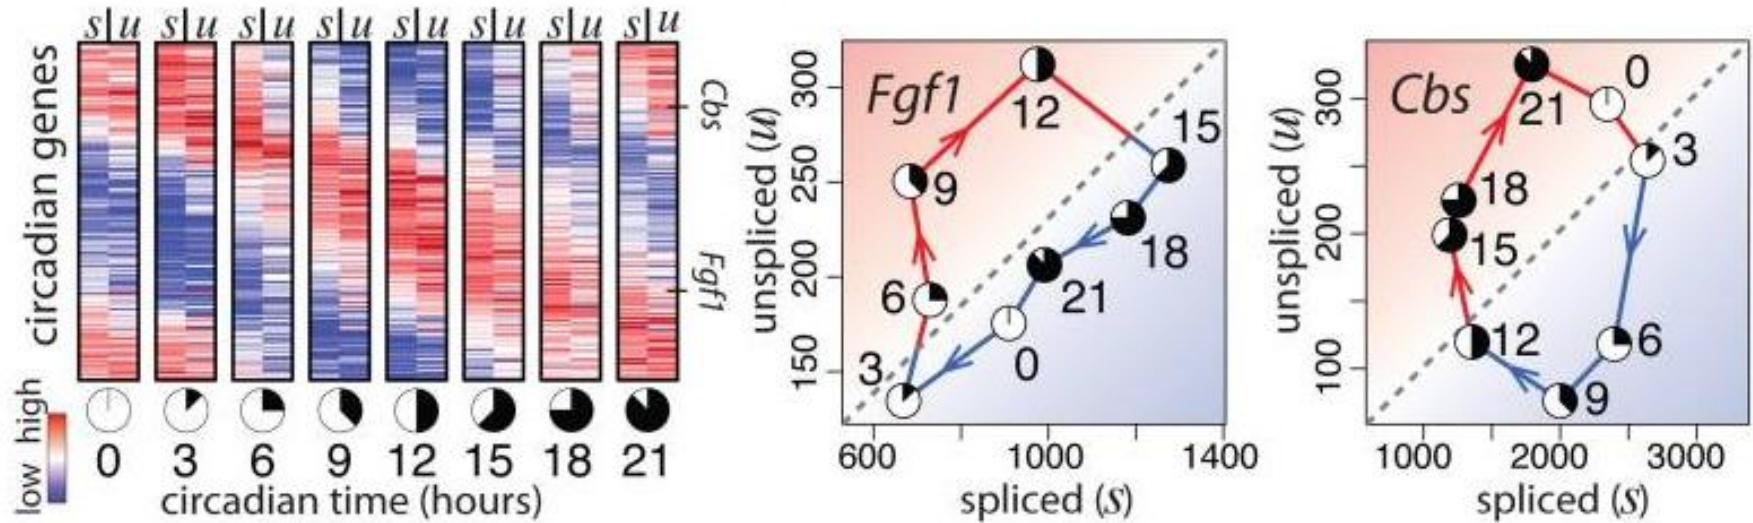 s|u s|u s|u s|u s|u s|u s|u s|u
circadian genes
Cbs
Fgf1
low high
0 3 6 9 12 15 18 21
circadian time (hours)
unspliced (u)
300
250
200
150
Fgf1
12
15
9
18
6
21
0
3
600 1000 1400
spliced (s)
unspliced (u)
300
200
100
Cbs
21
0
3
18
15
12
6
9
1000 2000 3000
spliced (s)